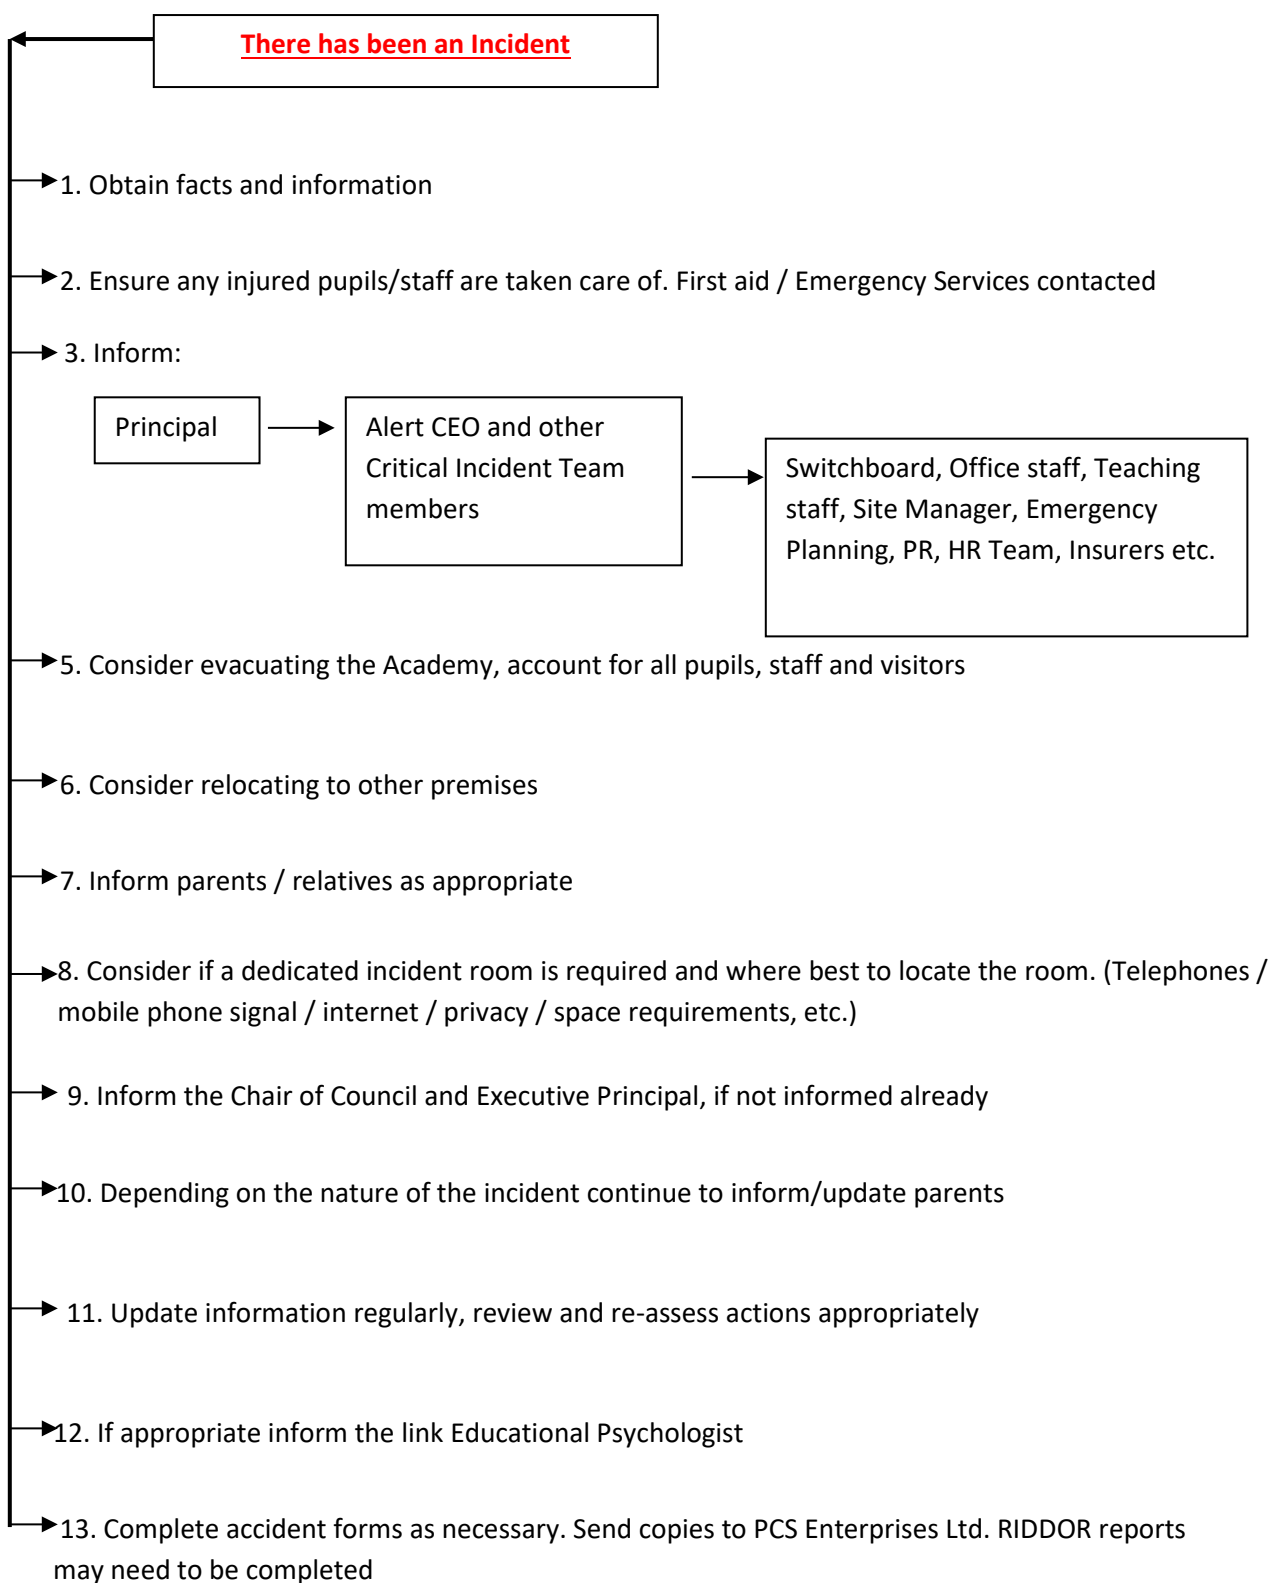 There has been an Incident
1. Obtain facts and information
2. Ensure any injured pupils/staff are taken care of. First aid / Emergency Services contacted
3. Inform:
Principal
Alert CEO and other
Critical Incident Team
members
Switchboard, Office staff, Teaching
staff, Site Manager, Emergency
Planning, PR, HR Team, Insurers etc.
5. Consider evacuating the Academy, account for all pupils, staff and visitors
6. Consider relocating to other premises
7. Inform parents / relatives as appropriate
8. Consider if a dedicated incident room is required and where best to locate the room. (Telephones /
mobile phone signal / internet / privacy / space requirements, etc.)
9. Inform the Chair of Council and Executive Principal, if not informed already
10. Depending on the nature of the incident continue to inform/update parents
11. Update information regularly, review and re-assess actions appropriately
12. If appropriate inform the link Educational Psychologist
13. Complete accident forms as necessary. Send copies to PCS Enterprises Ltd. RIDDOR reports
may need to be completed